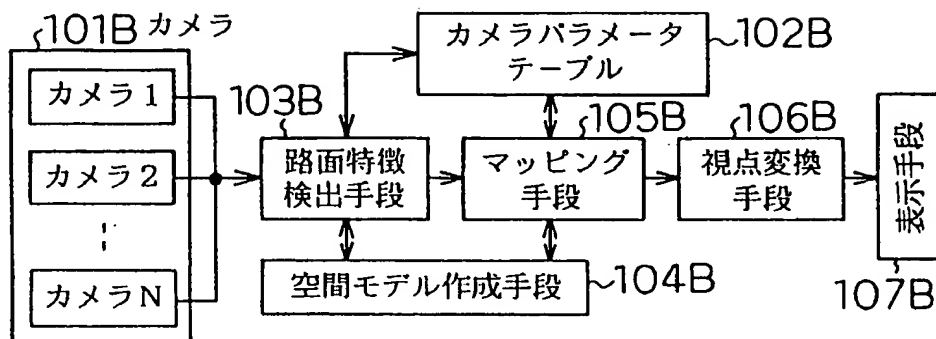 101B カメラ
カメラ1
カメラ2
カメラN
103B
路面特徴
検出手段
カメラパラメータ
テーブル
102B
105B
マッピング
手段
106B
視点変換
手段
表示手段
107B
空間モデル作成手段
104B